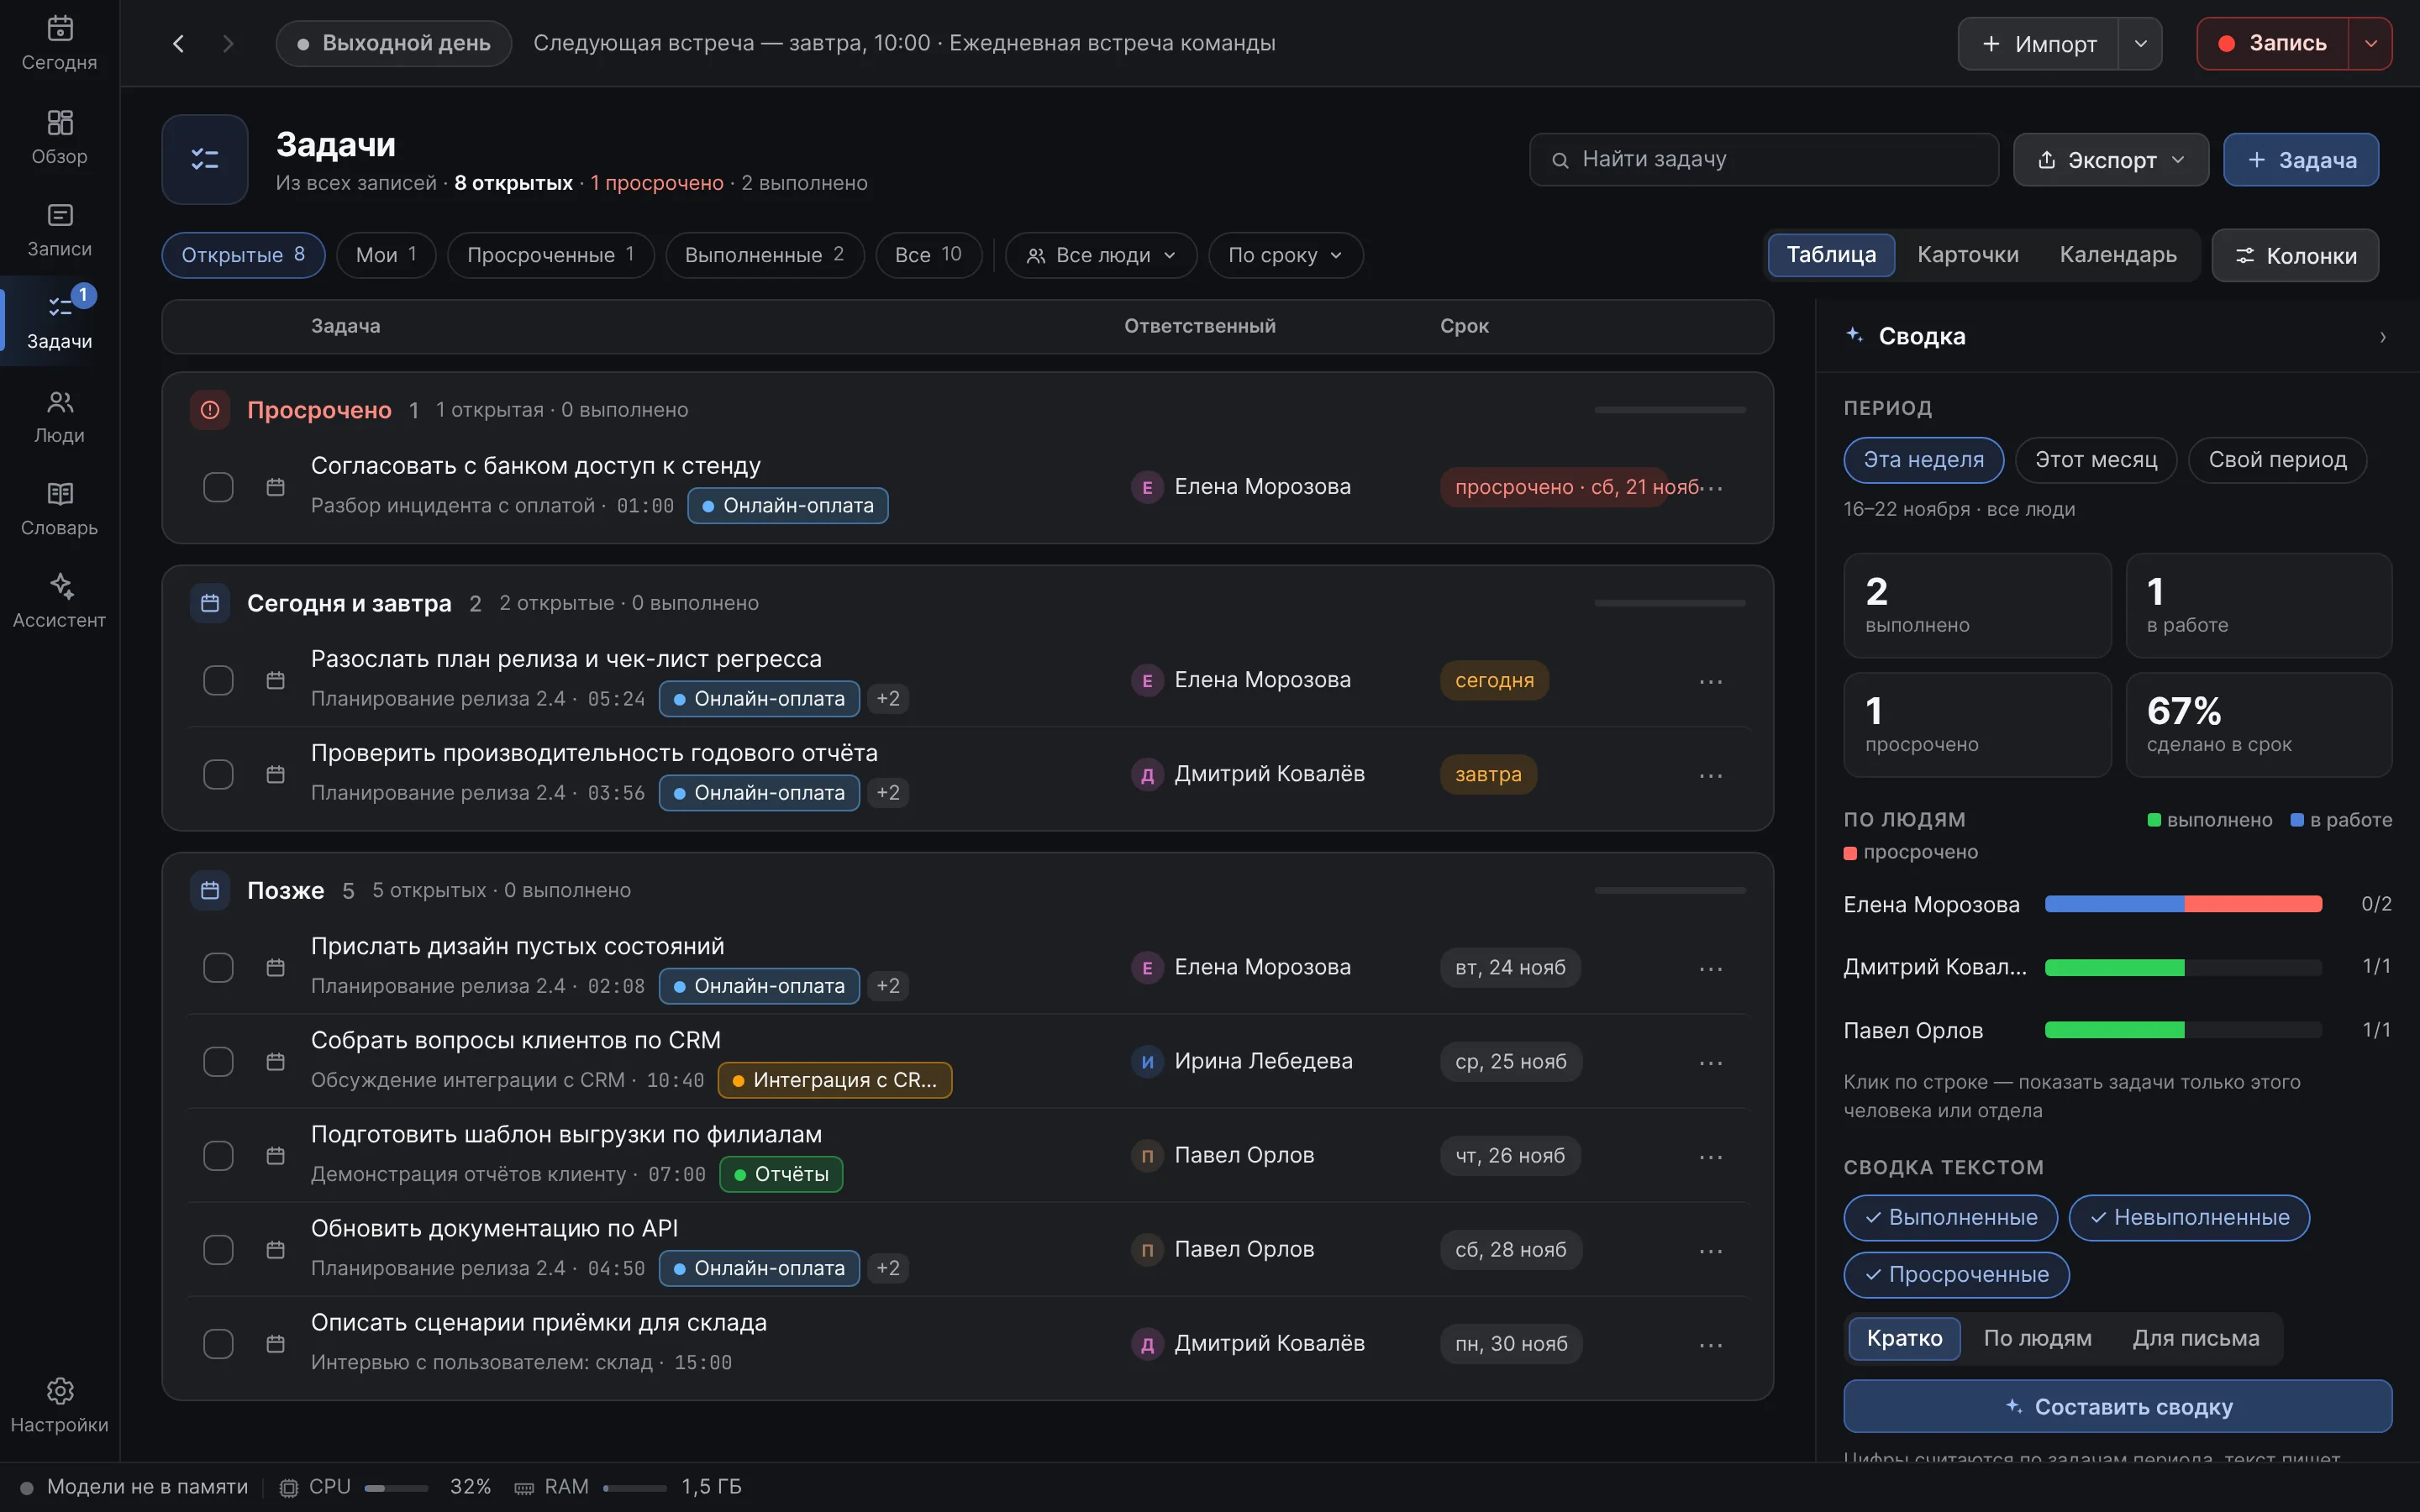 Сегодня
Обзор
Записи
1
Задачи
Люди
Словарь
Ассистент
Настройки
Выходной день
Следующая встреча — завтра, 10:00 · Ежедневная встреча команды
Импорт
Запись
Задачи
Из всех записей · 8 открытых · 1 просрочено · 2 выполнено
Найти задачу
Экспорт
+ Задача
Открытые 8
Мои 1
Просроченные 1
Выполненные 2
Все 10
Все люди
По сроку
Таблица
Карточки
Календарь
Колонки
Задача
Ответственный
Срок
Просрочено 1 1 открытая · 0 выполнено
Согласовать с банком доступ к стенду
Разбор инцидента с оплатой · 01:00 Онлайн-оплата
Е Елена Морозова
просрочено · сб, 21 нояб
Сегодня и завтра 2 2 открытые · 0 выполнено
Разослать план релиза и чек-лист регресса
Планирование релиза 2.4 · 05:24 Онлайн-оплата +2
Е Елена Морозова
сегодня
Проверить производительность годового отчёта
Планирование релиза 2.4 · 03:56 Онлайн-оплата +2
Д Дмитрий Ковалёв
завтра
Позже 5 5 открытых · 0 выполнено
Прислать дизайн пустых состояний
Планирование релиза 2.4 · 02:08 Онлайн-оплата +2
Е Елена Морозова
вт, 24 нояб
Собрать вопросы клиентов по CRM
Обсуждение интеграции с CRM · 10:40 Интеграция с CR...
И Ирина Лебедева
ср, 25 нояб
Подготовить шаблон выгрузки по филиалам
Демонстрация отчётов клиенту · 07:00 Отчёты
П Павел Орлов
чт, 26 нояб
Обновить документацию по API
Планирование релиза 2.4 · 04:50 Онлайн-оплата +2
П Павел Орлов
сб, 28 нояб
Описать сценарии приёмки для склада
Интервью с пользователем: склад · 15:00
Д Дмитрий Ковалёв
пн, 30 нояб
Сводка
ПЕРИОД
Эта неделя
Этот месяц
Свой период
16–22 ноября · все люди
2
выполнено
1
в работе
1
просрочено
67%
сделано в срок
ПО ЛЮДЯМ
выполнено
в работе
просрочено
Елена Морозова 0/2
Дмитрий Ковал... 1/1
Павел Орлов 1/1
Клик по строке — показать задачи только этого
человека или отдела
СВОДКА ТЕКСТОМ
Выполненные
Невыполненные
Просроченные
Кратко
По людям
Для письма
Составить сводку
Цифры считаются по задачам периода, текст пишет
Модели не в памяти
CPU 32%
RAM 1,5 ГБ